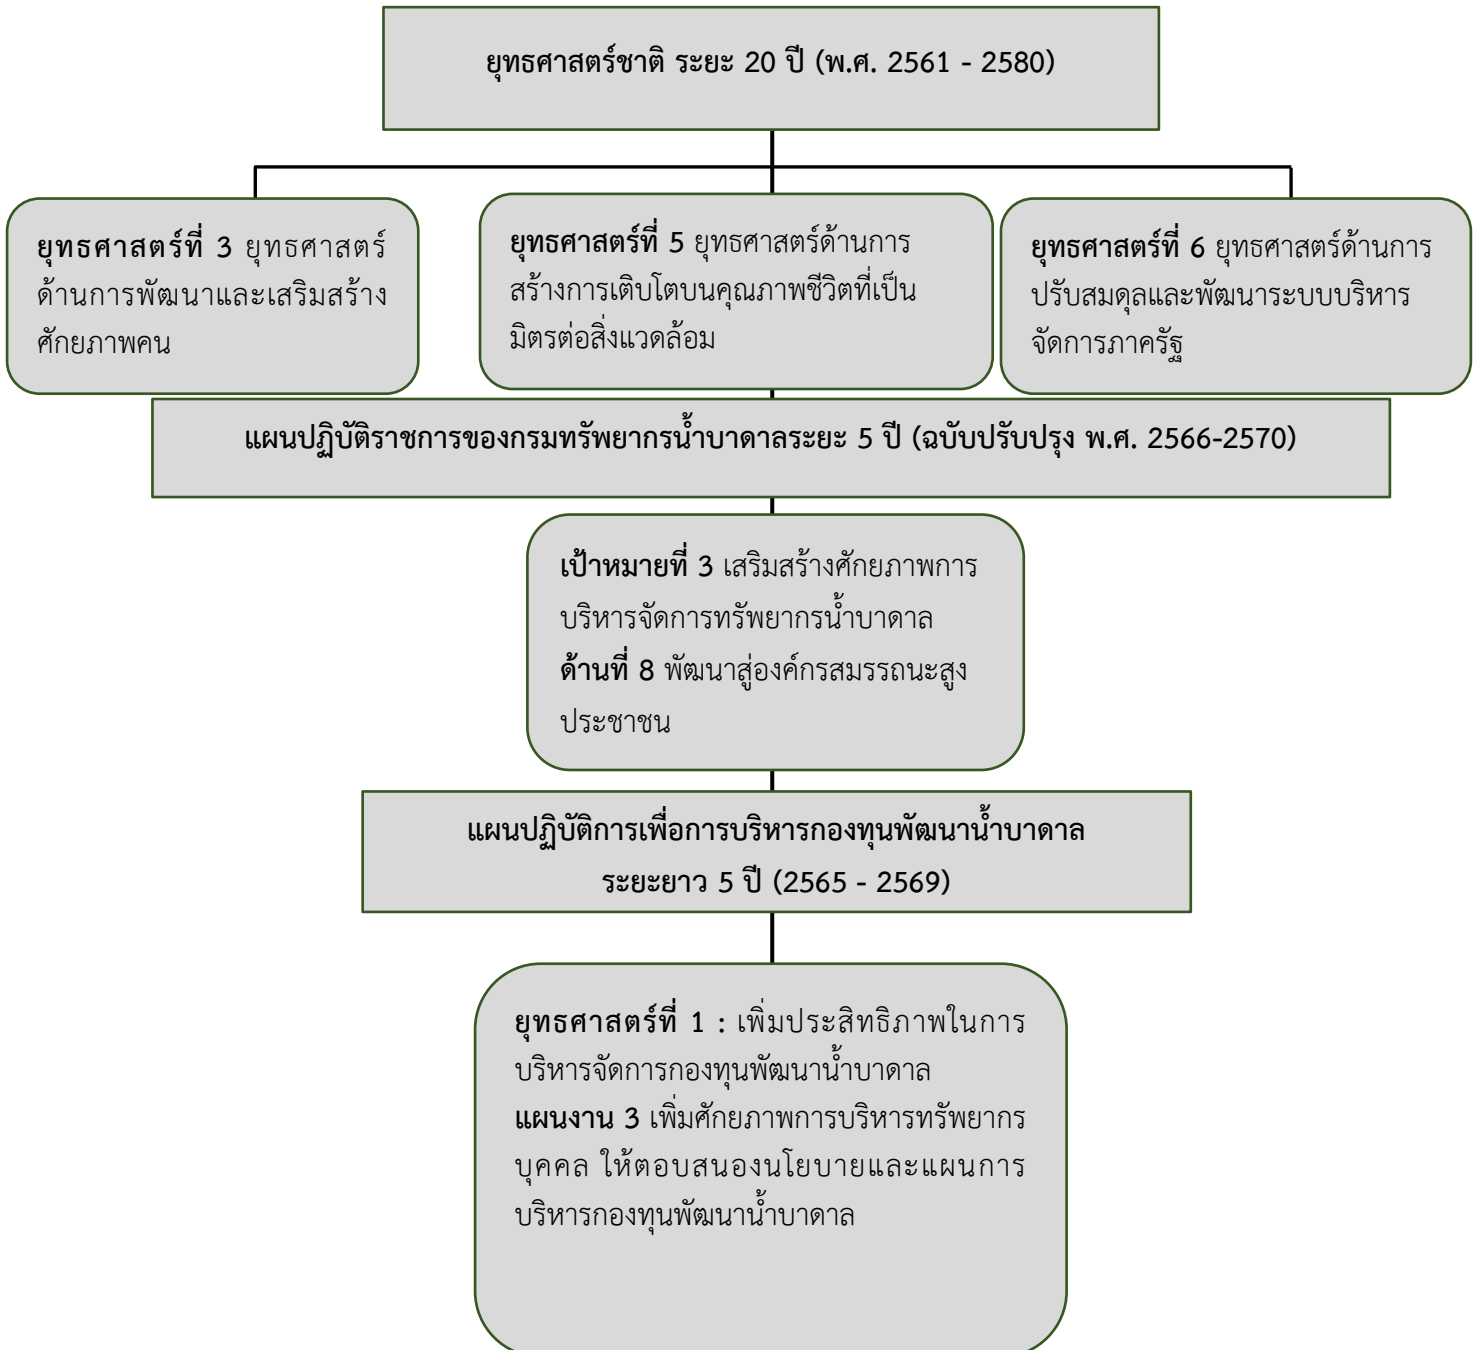 ยุทธศาสตร์ชาติ ระยะ 20 ปี (พ.ศ. 2561 - 2580)
ยุทธศาสตร์ที่ 3 ยุทธศาสตร์
ด้านการพัฒนาและเสริมสร้าง
ศักยภาพคน
ยุทธศาสตร์ที่ 5 ยุทธศาสตร์ด้านการ
สร้างการเติบโตบนคุณภาพชีวิตที่เป็น
มิตรต่อสิ่งแวดล้อม
ยุทธศาสตร์ที่ 6 ยุทธศาสตร์ด้านการ
ปรับสมดุลและพัฒนาระบบบริหาร
จัดการภาครัฐ
แผนปฏิบัติราชการของกรมทรัพยากรน้ำบาดาลระยะ 5 ปี (ฉบับปรับปรุง พ.ศ. 2566-2570)
เป้าหมายที่ 3 เสริมสร้างศักยภาพการ
บริหารจัดการทรัพยากรน้ำบาดาล
ด้านที่ 8 พัฒนาสู่องค์กรสมรรถนะสูง
ประชาชน
แผนปฏิบัติการเพื่อการบริหารกองทุนพัฒนาน้ำบาดาล
ระยะยาว 5 ปี (2565 - 2569)
ยุทธศาสตร์ที่ 1 : เพิ่มประสิทธิภาพในการ
บริหารจัดการกองทุนพัฒนาน้ำบาดาล
แผนงาน 3 เพิ่มศักยภาพการบริหารทรัพยากร
บุคคล ให้ตอบสนองนโยบายและแผนการ
บริหารกองทุนพัฒนาน้ำบาดาล